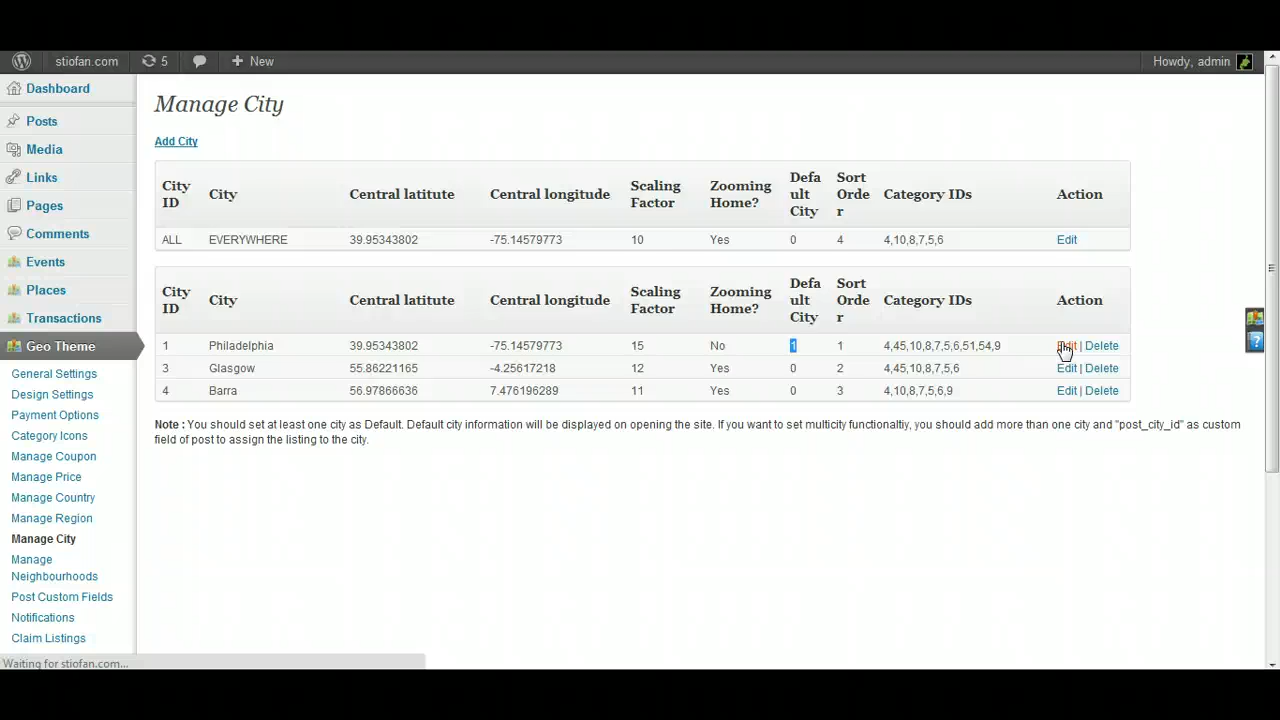 stiofan.com 5 New Howdy, admin
Dashboard
Posts
Media
Links
Pages
Comments
Events
Places
Transactions
Geo Theme
General Settings
Design Settings
Payment Options
Category Icons
Manage Coupon
Manage Price
Manage Country
Manage Region
Manage City
Manage
Neighbourhoods
Post Custom Fields
Notifications
Claim Listings
Manage City
Add City
City ID City Central latitute Central longitude Scaling Factor Zooming Home? Default City Sort Order Category IDs Action
ALL EVERYWHERE 39.95343802 -75.14579773 10 Yes 0 4 4,10,8,7,5,6 Edit
City ID City Central latitute Central longitude Scaling Factor Zooming Home? Default City Sort Order Category IDs Action
1 Philadelphia 39.95343802 -75.14579773 15 No 1 1 4,45,10,8,7,5,6,51,54,9 Edit | Delete
3 Glasgow 55.86221165 -4.25617218 12 Yes 0 2 4,45,10,8,7,5,6 Edit | Delete
4 Barra 56.97866636 7.476196289 11 Yes 0 3 4,10,8,7,5,6,9 Edit | Delete
Note : You should set at least one city as Default. Default city information will be displayed on opening the site. If you want to set multicity functionaltiy, you should add more than one city and "post_city_id" as custom
field of post to assign the listing to the city.
?
Waiting for stiofan.com...